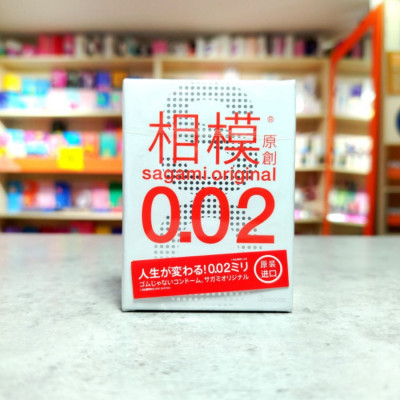 相模
®
原創
sagami original
0.02
人生が変わる!0.02ミリ
ゴムじゃないコンドーム。サガミオリジナル
原装
进口